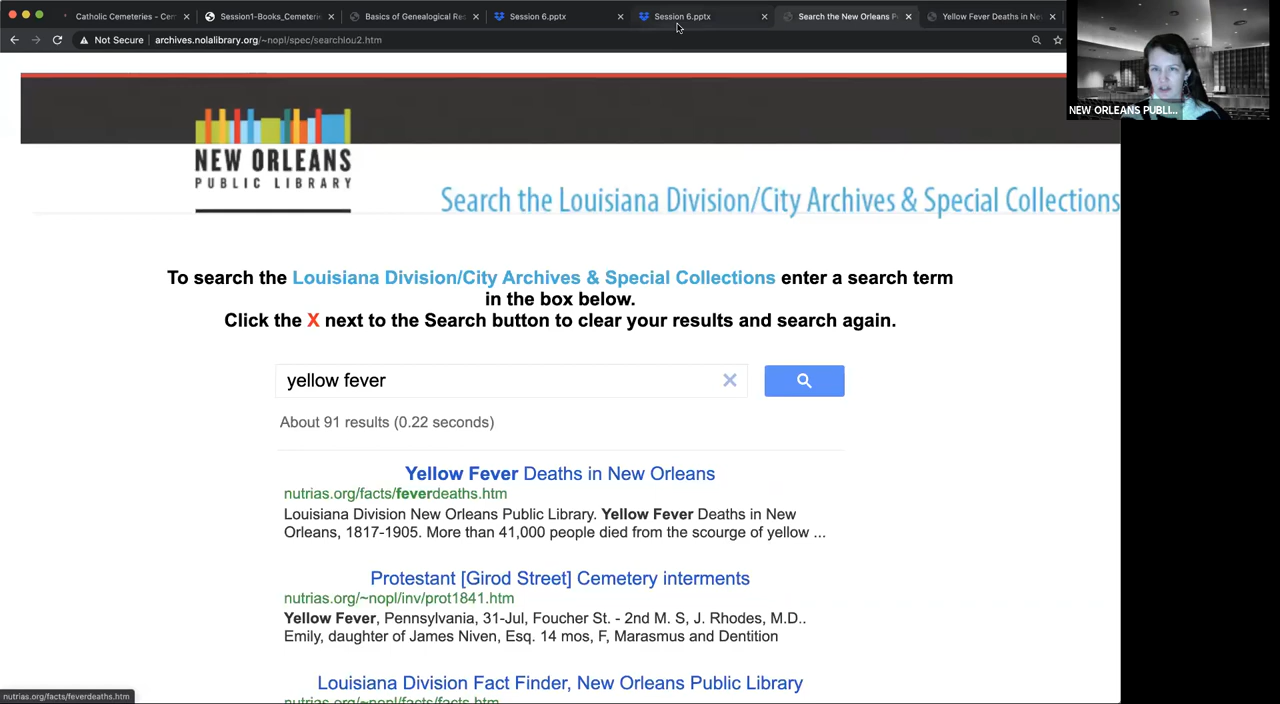 Catholic Cemeteries - Cem
Session1-Books_Cemeterie
Basics of Genealogical Res
Session 6.pptx
Session 6.pptx
Search the New Orleans P
Yellow Fever Deaths in Ne
Not Secure
archives.nolalibrary.org/~nopl/spec/searchlou2.htm
NEW ORLEANS PUBLI...
NEW ORLEANS
PUBLIC LIBRARY
Search the Louisiana Division/City Archives & Special Collections
To search the Louisiana Division/City Archives & Special Collections enter a search term
in the box below.
Click the X next to the Search button to clear your results and search again.
yellow fever
About 91 results (0.22 seconds)
Yellow Fever Deaths in New Orleans
nutrias.org/facts/feverdeaths.htm
Louisiana Division New Orleans Public Library. Yellow Fever Deaths in New
Orleans, 1817-1905. More than 41,000 people died from the scourge of yellow ...
Protestant [Girod Street] Cemetery interments
nutrias.org/~nopl/inv/prot1841.htm
Yellow Fever, Pennsylvania, 31-Jul, Foucher St. - 2nd M. S, J. Rhodes, M.D..
Emily, daughter of James Niven, Esq. 14 mos, F, Marasmus and Dentition
Louisiana Division Fact Finder, New Orleans Public Library
nutrias.org/~nopl/facts/facts.htm
nutrias.org/facts/feverdeaths.htm